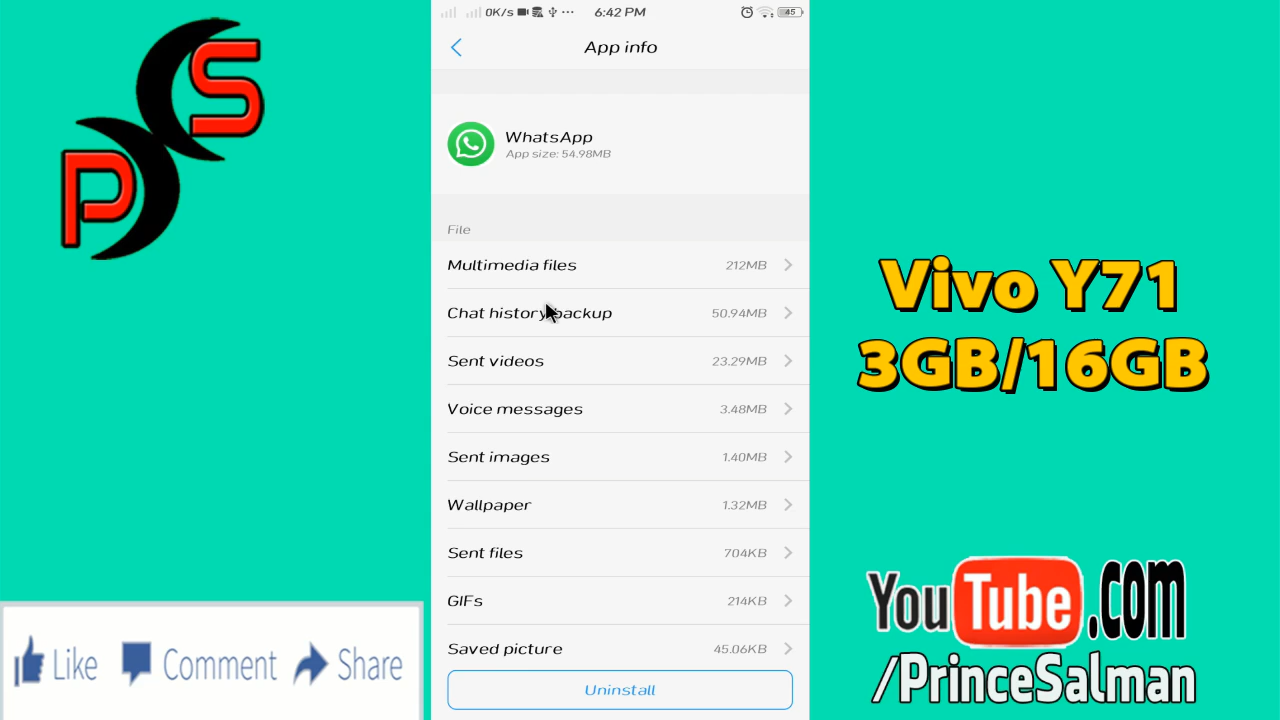 PS
0K/s ... 6:42 PM 45
App info
WhatsApp
App size: 54.98MB
File
Multimedia files 212MB
Chat history backup 50.94MB
Sent videos 23.29MB
Voice messages 3.48MB
Sent images 1.40MB
Wallpaper 1.32MB
Sent files 704KB
GIFs 214KB
Saved picture 45.06KB
Uninstall
Vivo Y71
3GB/16GB
Like Comment Share
YouTube.com
/PrinceSalman